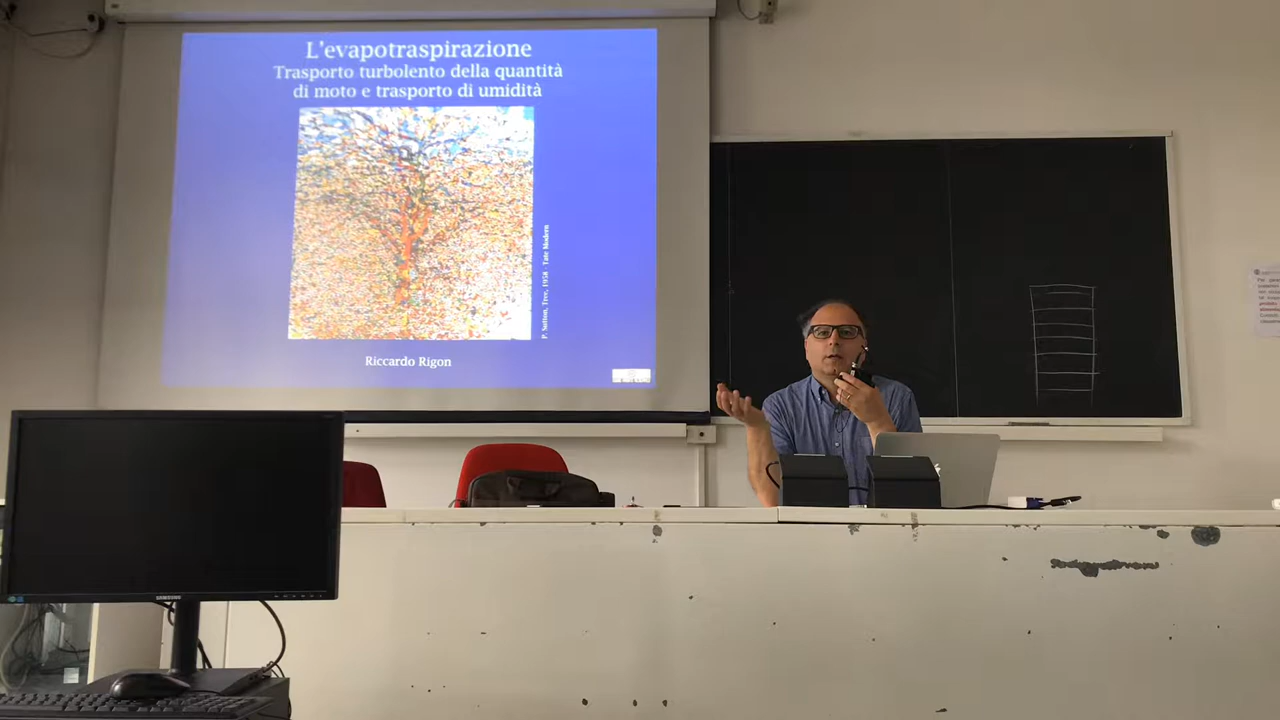 L'evapotraspirazione
Trasporto turbolento della quantità
di moto e trasporto di umidità
P. Sutton, Tree, 1958 - Tate Modern
Riccardo Rigon
SAMSUNG